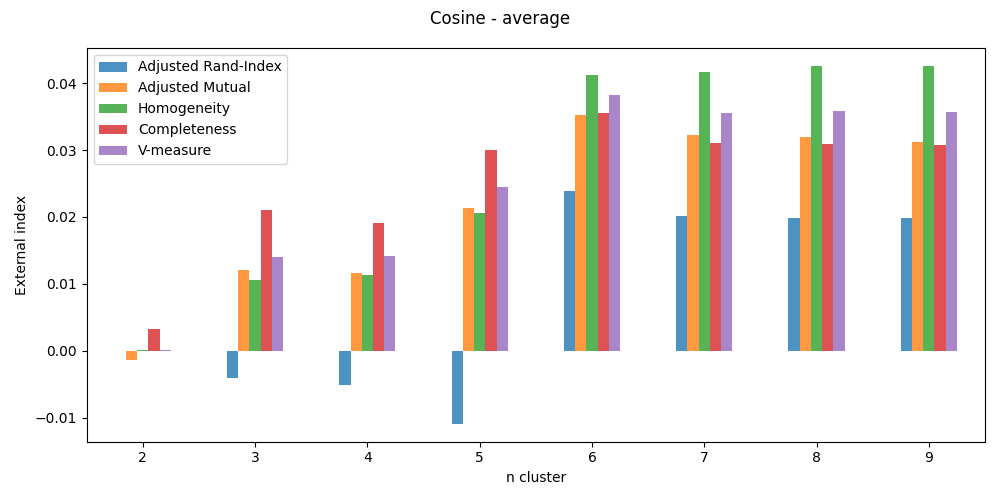 Cosine - average
Adjusted Rand-Index
Adjusted Mutual
Homogeneity
Completeness
V-measure
External index
0.04
0.03
0.02
0.01
0.00
−0.01
2 3 4 5 6 7 8 9
n cluster